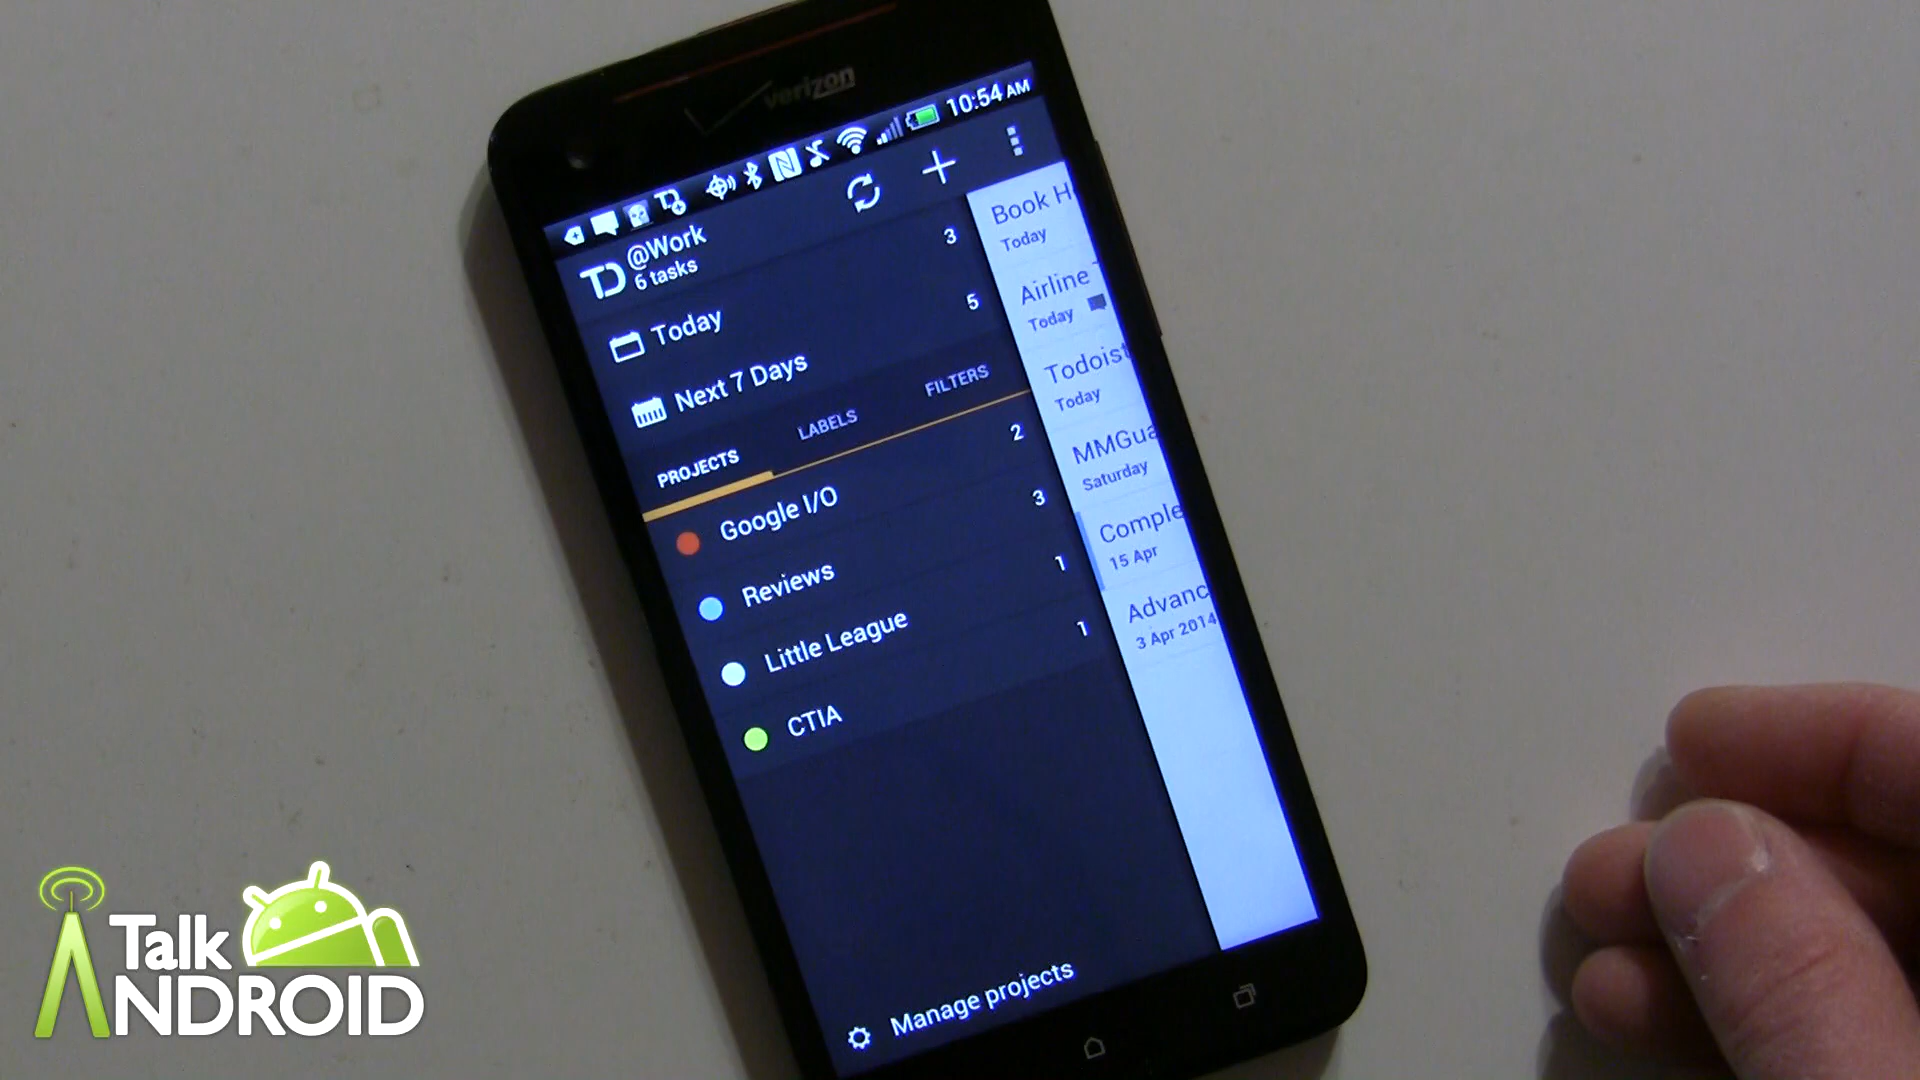 verizon
10:54 AM
@Work
6 tasks
Today 3
Next 7 Days 5
PROJECTS LABELS FILTERS
Google I/O 2
Reviews 3
Little League 1
CTIA 1
Manage projects
Book H
Today
Airline
Today
Todoist
Today
MMGua
Saturday
Comple
15 Apr
Advanc
3 Apr 2014
Talk
ANDROID